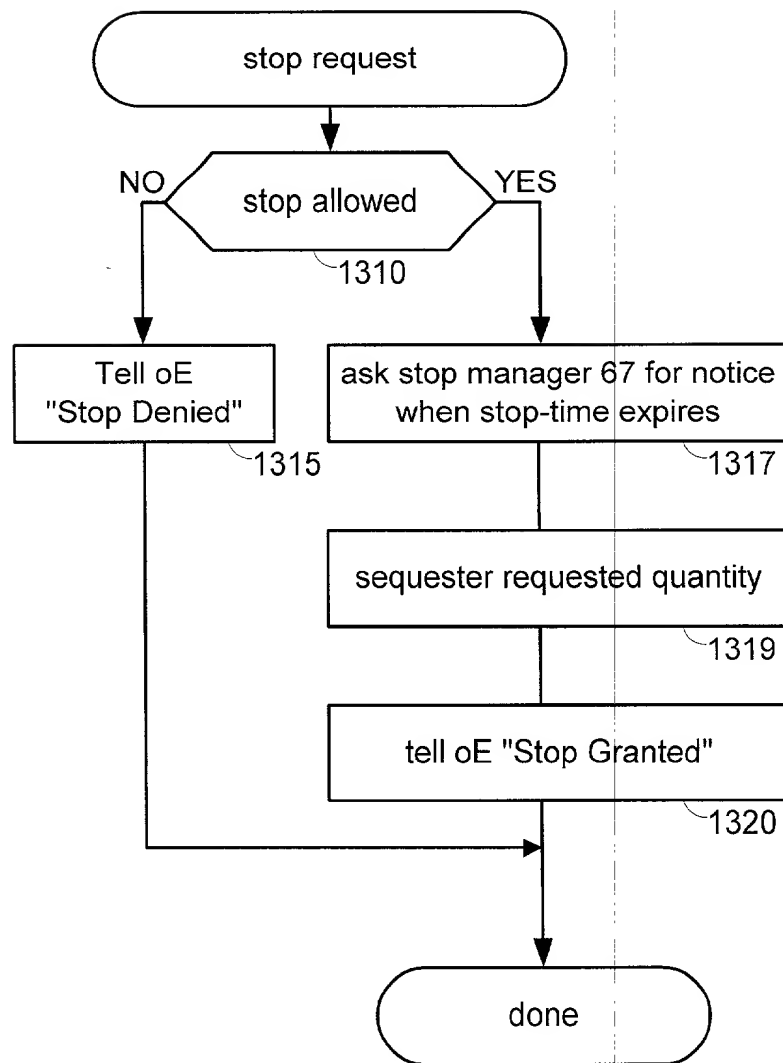 stop request
NO
YES
stop allowed
1310
Tell oE
"Stop Denied"
1315
ask stop manager 67 for notice
when stop-time expires
1317
sequester requested quantity
1319
tell oE "Stop Granted"
1320
done